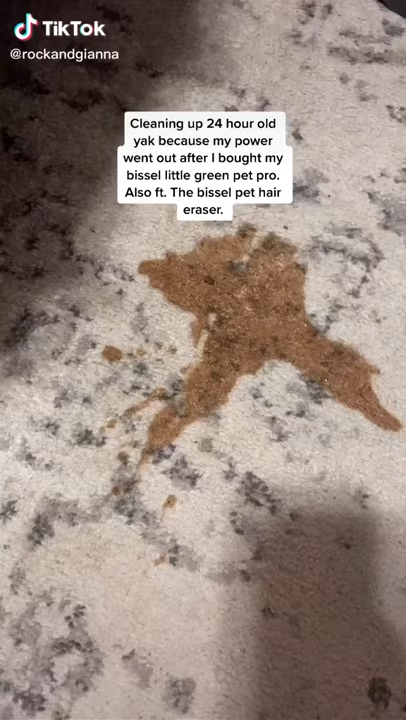 TikTok
@rockandgianna
Cleaning up 24 hour old
yak because my power
went out after I bought my
bissel little green pet pro.
Also ft. The bissel pet hair
eraser.